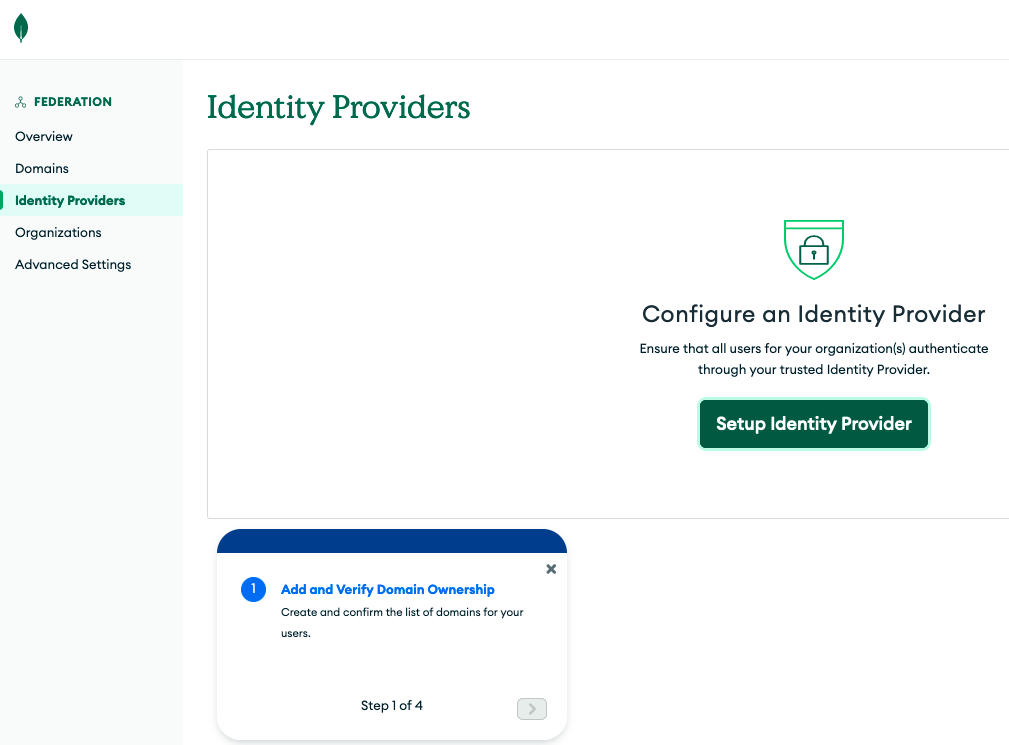 FEDERATION
Overview
Domains
Identity Providers
Organizations
Advanced Settings
Identity Providers
Configure an Identity Provider
Ensure that all users for your organization(s) authenticate
through your trusted Identity Provider.
Setup Identity Provider
1 Add and Verify Domain Ownership
Create and confirm the list of domains for your
users.
Step 1 of 4